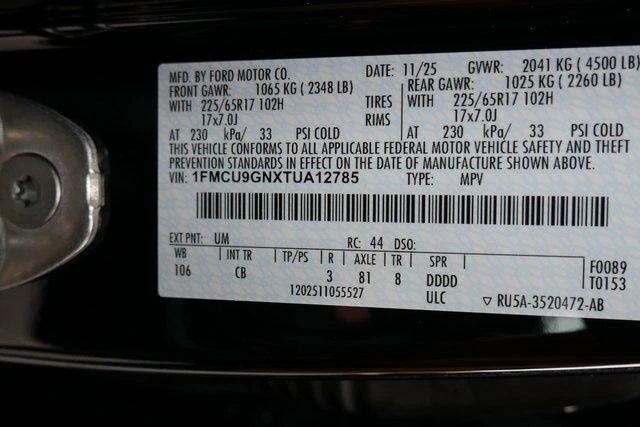 MFD. BY FORD MOTOR CO. DATE: 11/25 GVWR: 2041 KG ( 4500 LB)
FRONT GAWR: 1065 KG ( 2348 LB) REAR GAWR: 1025 KG ( 2260 LB)
WITH 225/65R17 102H TIRES WITH 225/65R17 102H
17x7.0J RIMS 17x7.0J
AT 230 kPa/ 33 PSI COLD AT 230 kPa/ 33 PSI COLD
THIS VEHICLE CONFORMS TO ALL APPLICABLE FEDERAL MOTOR VEHICLE SAFETY AND THEFT
PREVENTION STANDARDS IN EFFECT ON THE DATE OF MANUFACTURE SHOWN ABOVE.
VIN: 1FMCU9GNXTUA12785 TYPE: MPV
EXT PNT: UM RC: 44 DSO:
WB INT TR TP/PS R AXLE TR SPR F0089
106 CB 3 81 8 DDDD T0153
1202511055527 ULC ▽ RU5A-3520472-AB